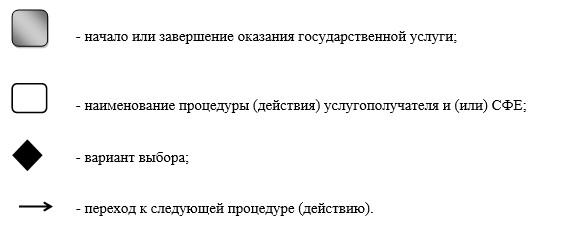 - начало или завершение оказания государственной услуги;
- наименование процедуры (действия) услугополучателя и (или) СФЕ;
- вариант выбора;
- переход к следующей процедуре (действию).